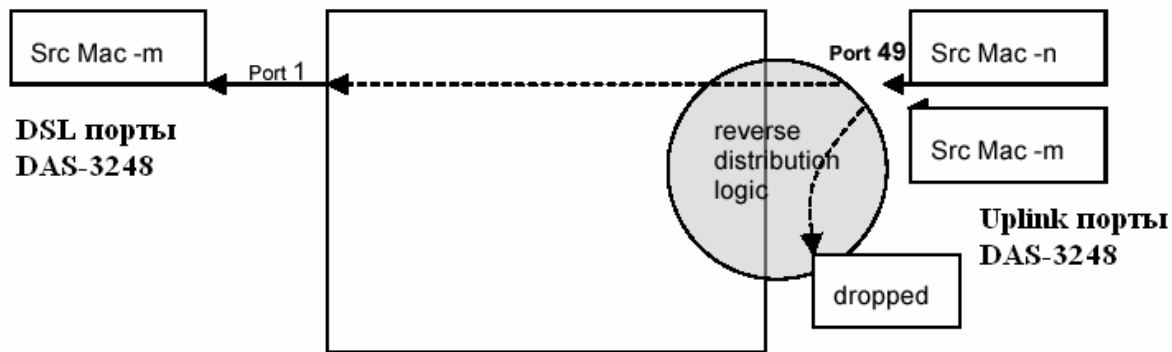 Src Mac -m
Port 1
DSL порты
DAS-3248
reverse
distribution
logic
Port 49
Src Mac -n
Src Mac -m
Uplink порты
DAS-3248
dropped